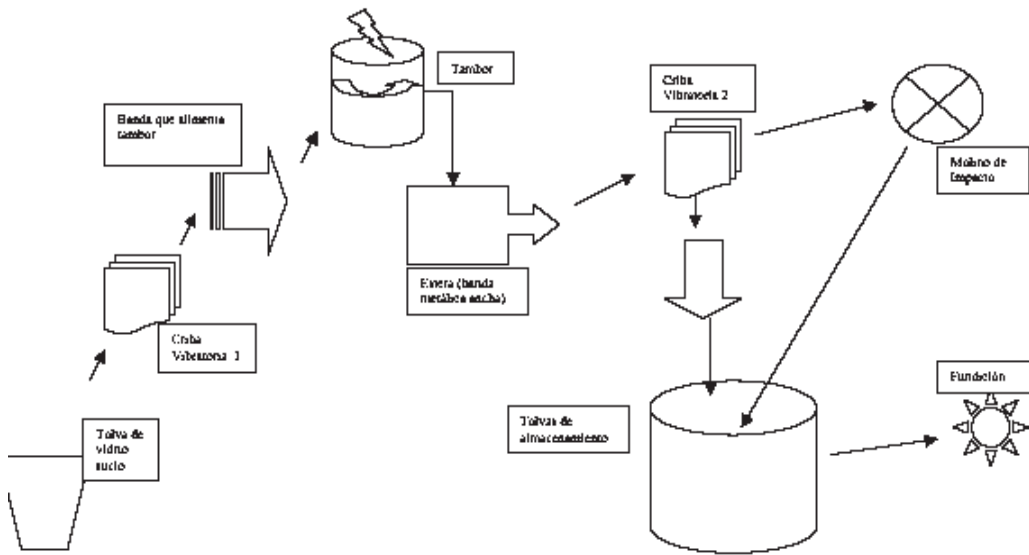 Tolva de
vidrio
sucio
Criba
Vibratoria 1
Banda que alimenta
tambor
Tambor
Estera (banda
metálica ancha)
Criba
Vibratoria 2
Molino de
Impacto
Tolvas de
almacenamiento
Fundición